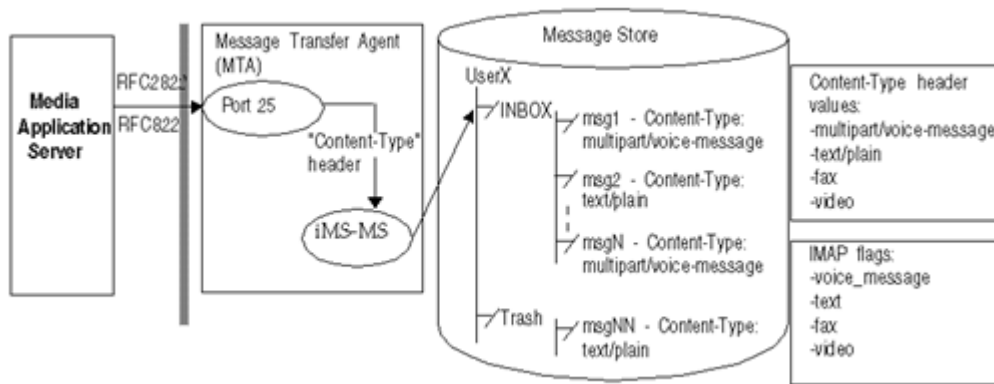 Media
Application
Server
RFC2822
RFC822
Message Transfer Agent
(MTA)
Port 25
"Content-Type"
header
iMS-MS
Message Store
UserX
INBOX
msg1 - Content-Type:
multipart/voice-message
msg2 - Content-Type:
text/plain
msgN - Content-Type:
multipart/voice-message
Trash
msgNN - Content-Type:
text/plain
Content-Type header
values:
-multipart/voice-message
-text/plain
-fax
-video
IMAP flags:
-voice_message
-text
-fax
-video